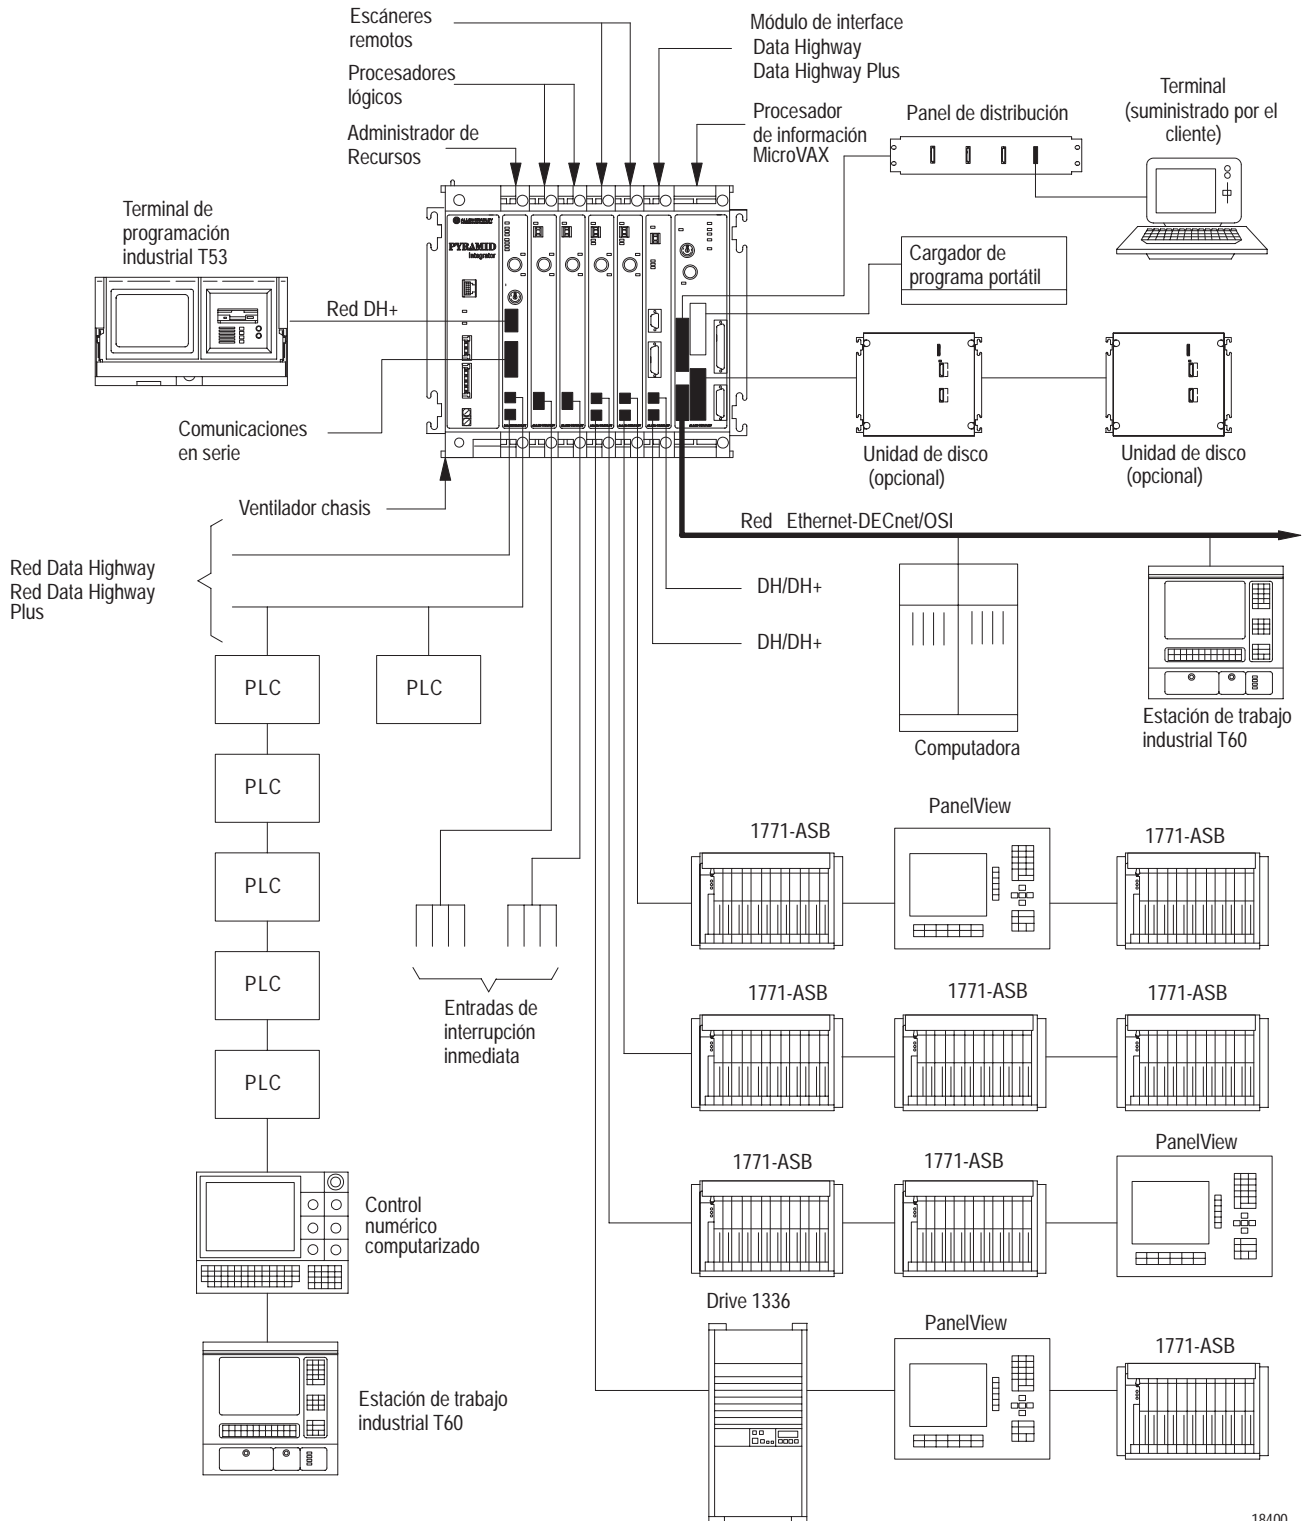 Escáneres
remotos
Procesadores
lógicos
Administrador de
Recursos
Módulo de interface
Data Highway
Data Highway Plus
Procesador
de información
MicroVAX
Panel de distribución
Terminal
(suministrado por el
cliente)
Terminal de
programación
industrial T53
PYRAMID
Integrator
Cargador de
programa portátil
Red DH+
Comunicaciones
en serie
Unidad de disco
(opcional)
Unidad de disco
(opcional)
Ventilador chasis
Red Ethernet-DECnet/OSI
Red Data Highway
Red Data Highway
Plus
DH/DH+
DH/DH+
PLC
PLC
Computadora
Estación de trabajo
industrial T60
PLC
PLC
PLC
PLC
Entradas de
interrupción
inmediata
1771-ASB
PanelView
1771-ASB
1771-ASB
1771-ASB
1771-ASB
1771-ASB
1771-ASB
PanelView
Control
numérico
computarizado
Drive 1336
PanelView
1771-ASB
Estación de trabajo
industrial T60
18400